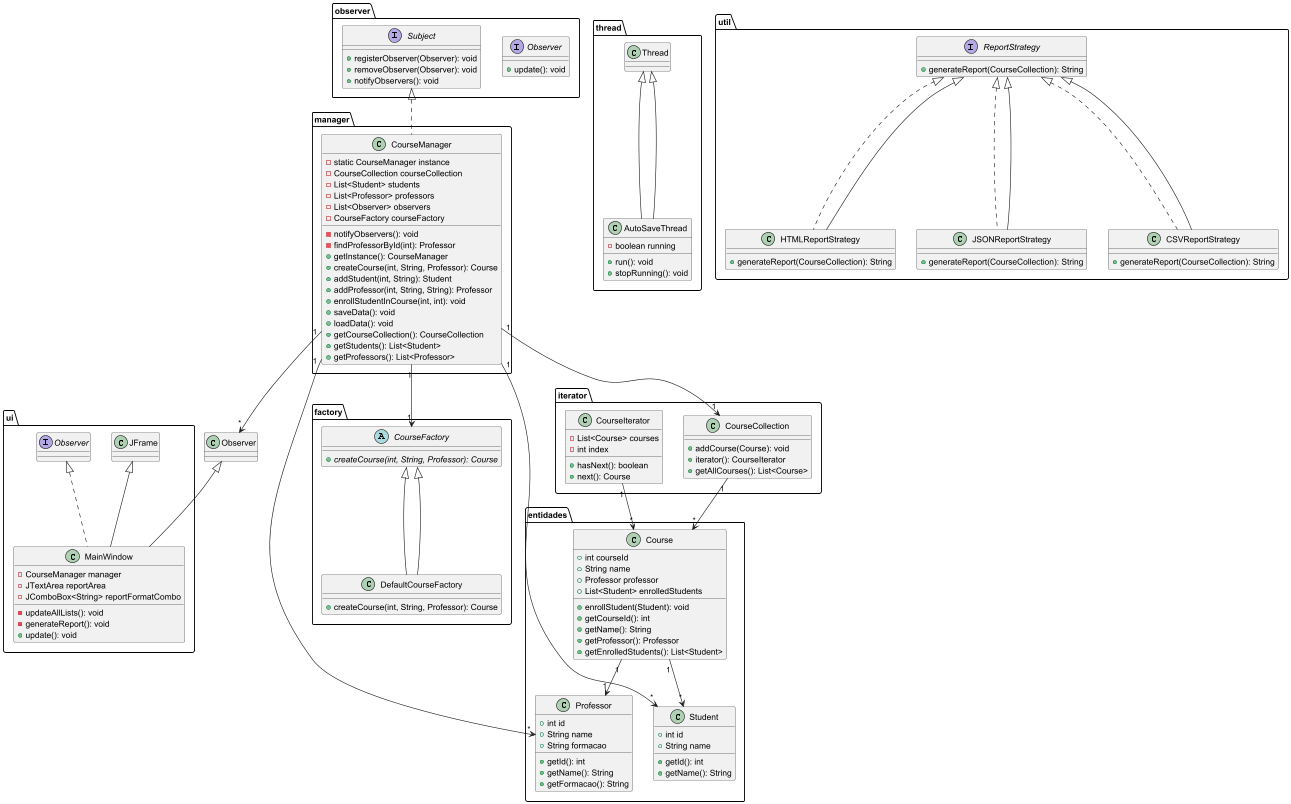 observer
Subject
registerObserver(Observer): void
removeObserver(Observer): void
notifyObservers(): void
Observer
update(): void
thread
Thread
AutoSaveThread
boolean running
run(): void
stopRunning(): void
util
ReportStrategy
generateReport(CourseCollection): String
HTMLReportStrategy
generateReport(CourseCollection): String
JSONReportStrategy
generateReport(CourseCollection): String
CSVReportStrategy
generateReport(CourseCollection): String
manager
CourseManager
static CourseManager instance
CourseCollection courseCollection
List<Student> students
List<Professor> professors
List<Observer> observers
CourseFactory courseFactory
notifyObservers(): void
findProfessorById(int): Professor
getInstance(): CourseManager
createCourse(int, String, Professor): Course
addStudent(int, String): Student
addProfessor(int, String, String): Professor
enrollStudentInCourse(int, int): void
saveData(): void
loadData(): void
getCourseCollection(): CourseCollection
getStudents(): List<Student>
getProfessors(): List<Professor>
1
1
1
1
1
*
1
1
ui
Observer
JFrame
Observer
MainWindow
CourseManager manager
JTextArea reportArea
JComboBox<String> reportFormatCombo
updateAllLists(): void
generateReport(): void
update(): void
factory
CourseFactory
createCourse(int, String, Professor): Course
DefaultCourseFactory
createCourse(int, String, Professor): Course
iterator
CourseIterator
List<Course> courses
int index
hasNext(): boolean
next(): Course
CourseCollection
addCourse(Course): void
iterator(): CourseIterator
getAllCourses(): List<Course>
1
1
*
*
entidades
Course
int courseId
String name
Professor professor
List<Student> enrolledStudents
enrollStudent(Student): void
getCourseId(): int
getName(): String
getProfessor(): Professor
getEnrolledStudents(): List<Student>
1
1
1
*
*
*
Professor
int id
String name
String formacao
getId(): int
getName(): String
getFormacao(): String
Student
int id
String name
getId(): int
getName(): String